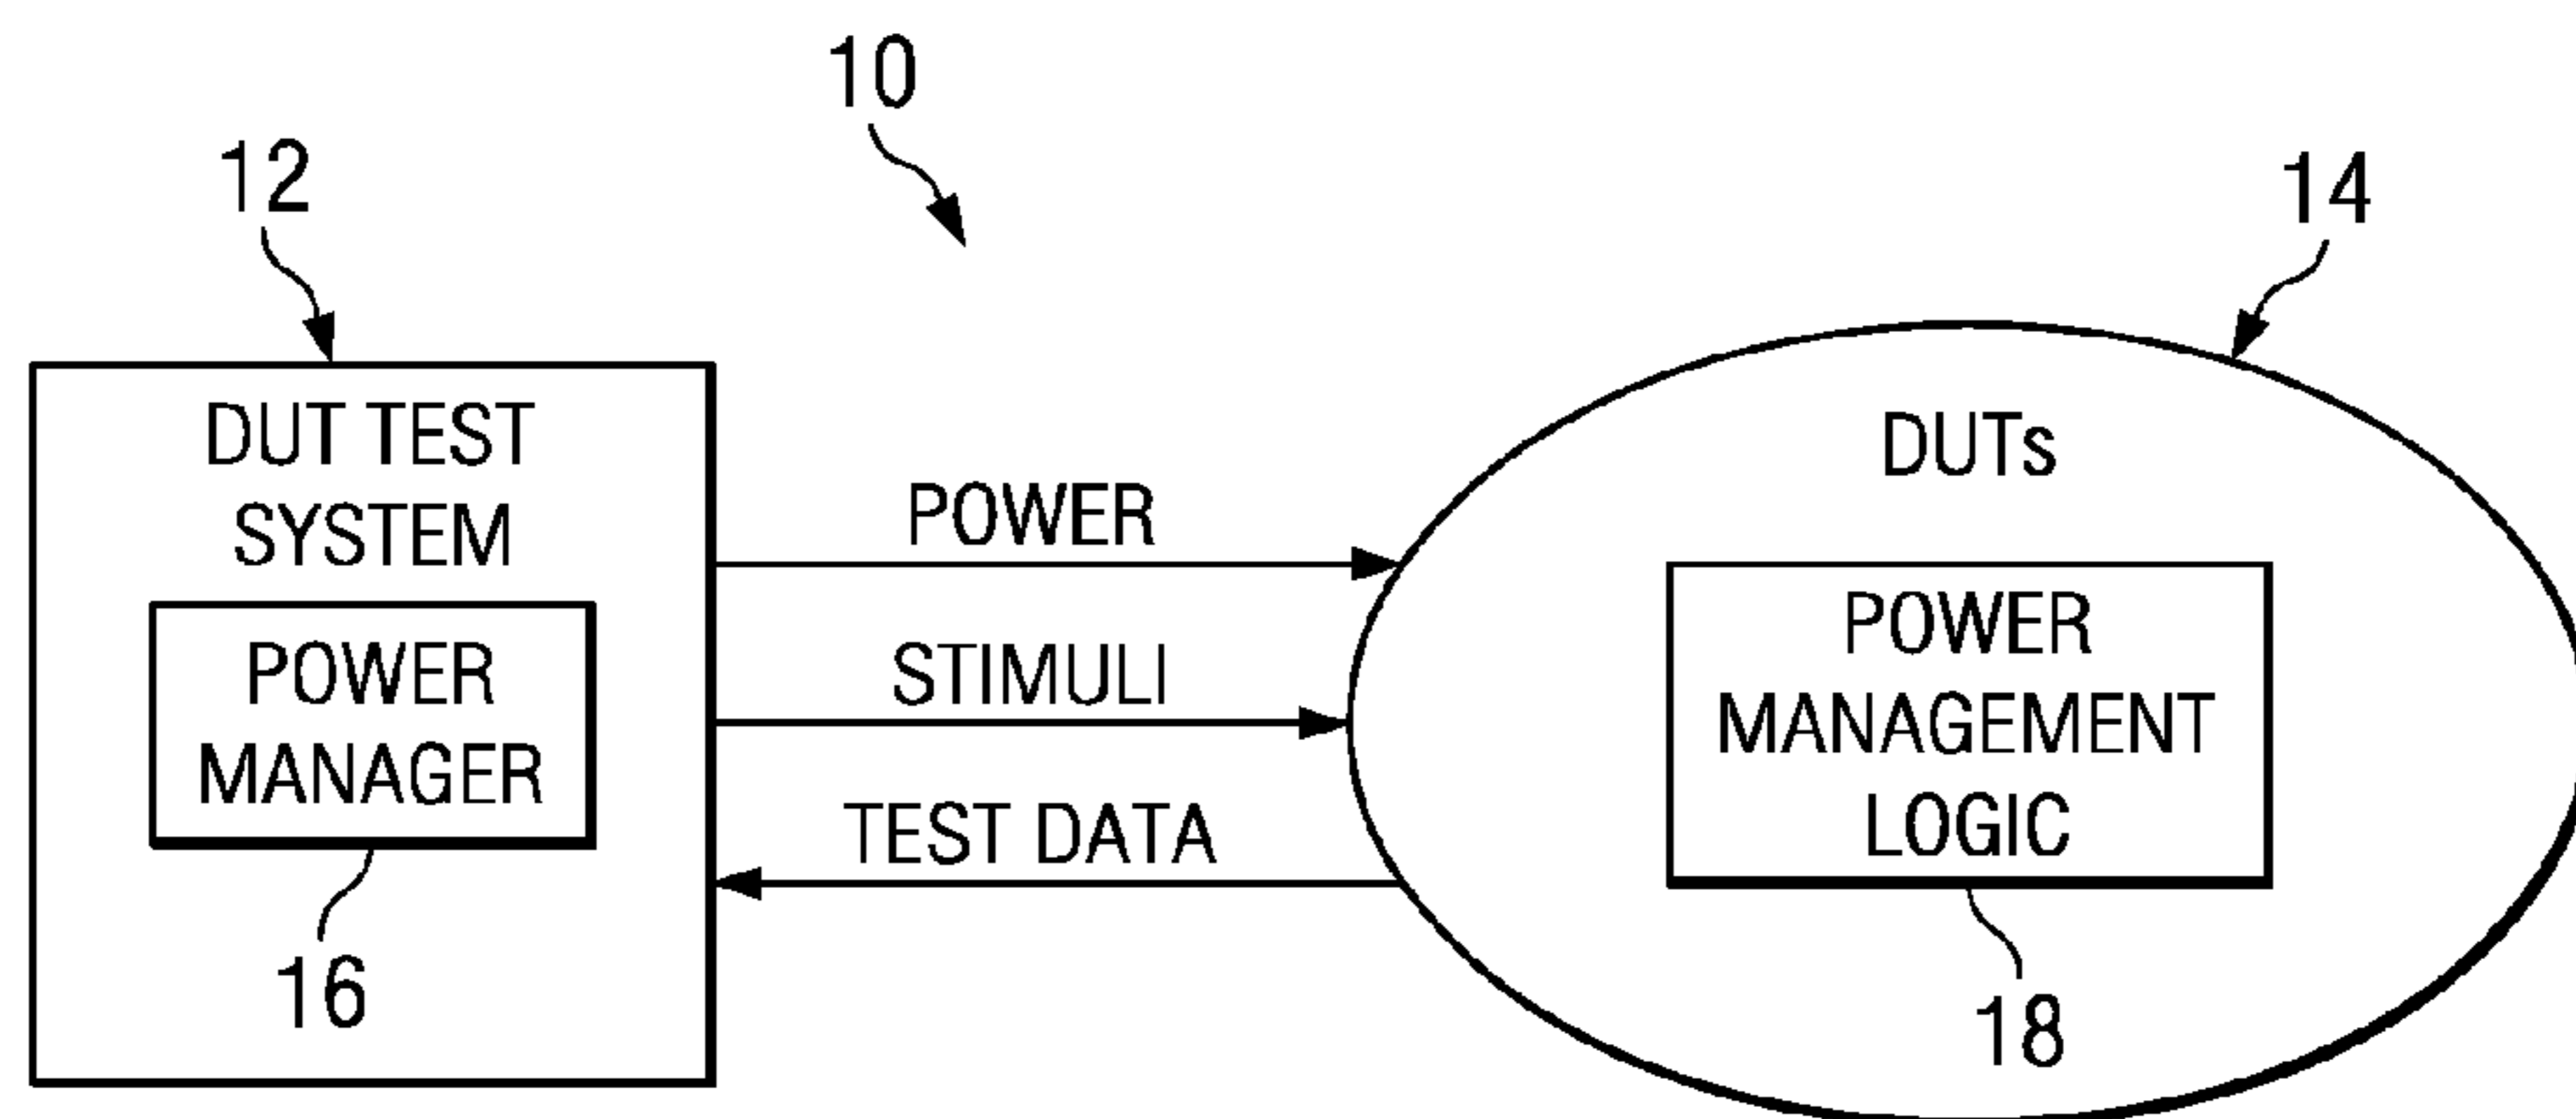 10
12
14
DUT TEST
SYSTEM
POWER
MANAGER
16
POWER
STIMULI
TEST DATA
DUTs
POWER
MANAGEMENT
LOGIC
18